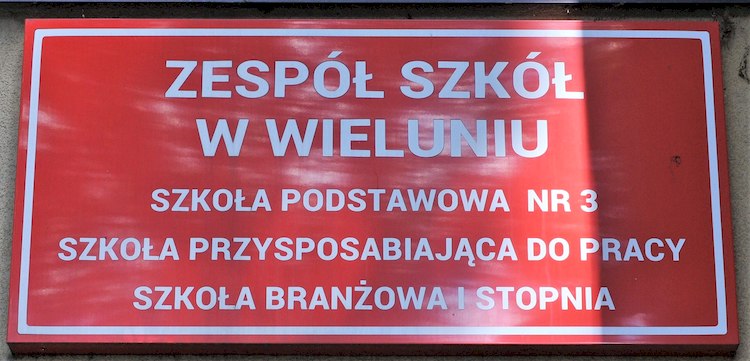 ZESPÓŁ SZKÓŁ
W WIELUNIU
SZKOŁA PODSTAWOWA NR 3
SZKOŁA PRZYSPOSABIAJĄCA DO PRACY
SZKOŁA BRANŻOWA I STOPNIA